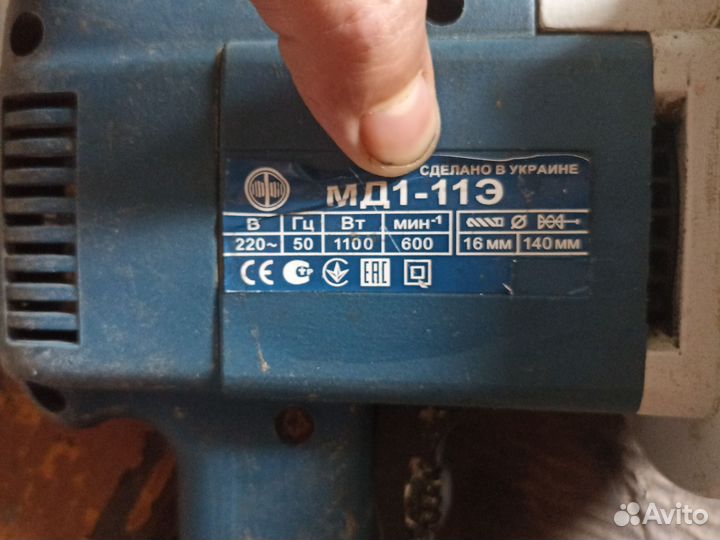 СДЕЛАНО В УКРАИНЕ
МД1-11Э
В Гц Вт мин⁻¹ Ø
220~ 50 1100 600 16 мм 140 мм
CE EAC
Avito